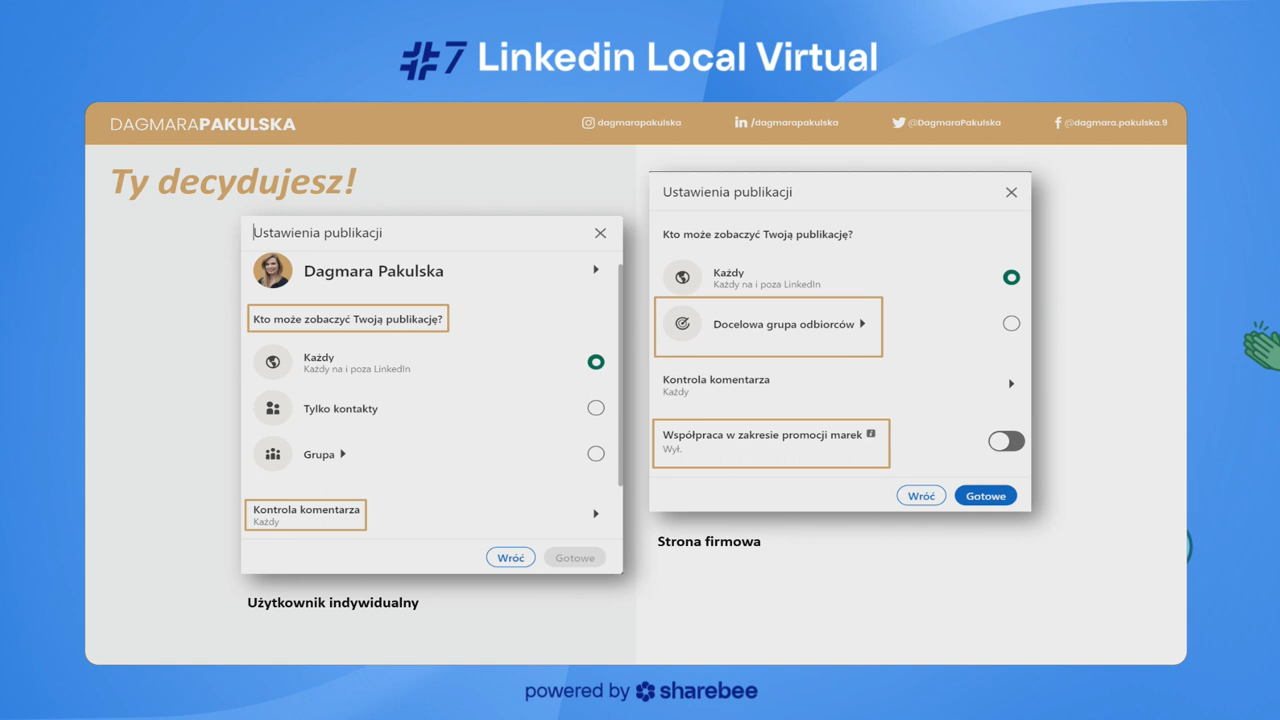 #7 Linkedin Local Virtual
DAGMARAPAKULSKA
dagmarapakulska
/dagmarapakulska
@DagmaraPakulska
@dagmara.pakulska.9
Ty decydujesz!
Ustawienia publikacji
Dagmara Pakulska
Kto może zobaczyć Twoją publikację?
Każdy
Każdy na i poza LinkedIn
Tylko kontakty
Grupa
Kontrola komentarza
Każdy
Wróć
Gotowe
Użytkownik indywidualny
Ustawienia publikacji
Kto może zobaczyć Twoją publikację?
Każdy
Każdy na i poza LinkedIn
Docelowa grupa odbiorców
Kontrola komentarza
Każdy
Współpraca w zakresie promocji marek
Wył.
Wróć
Gotowe
Strona firmowa
powered by sharebee